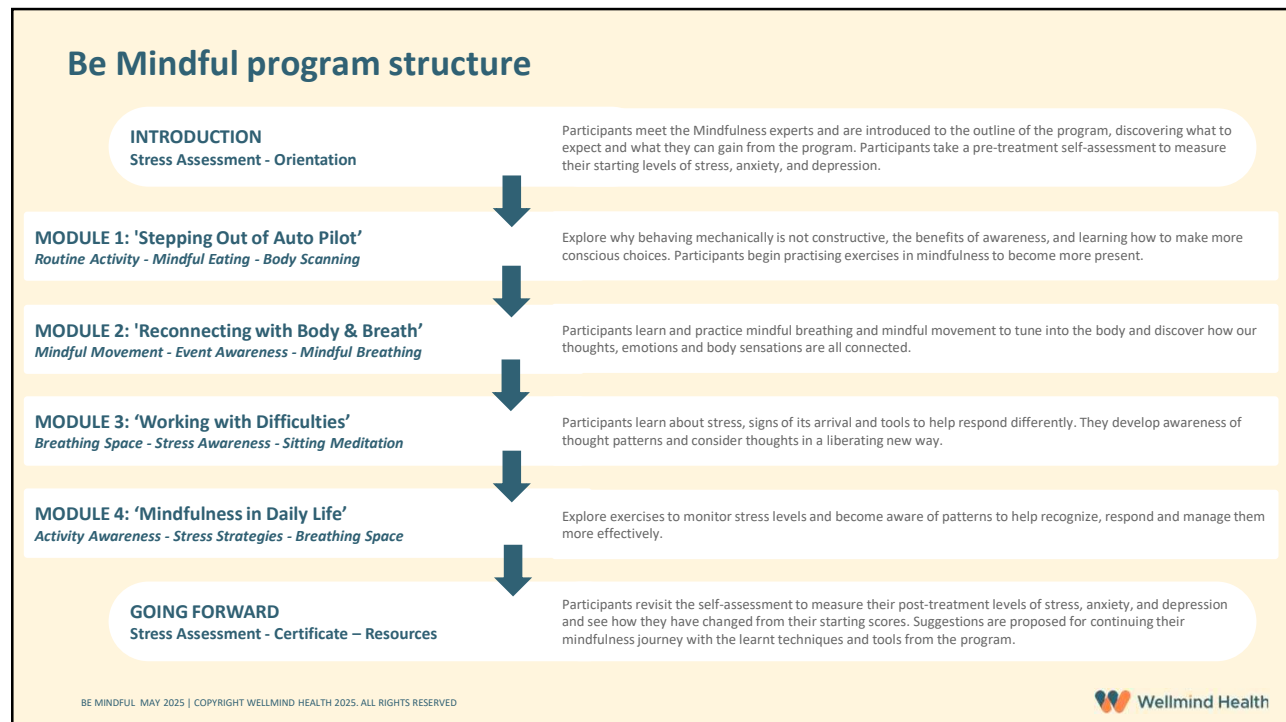 Be Mindful program structure
INTRODUCTION
Stress Assessment - Orientation
Participants meet the Mindfulness experts and are introduced to the outline of the program, discovering what to
expect and what they can gain from the program. Participants take a pre-treatment self-assessment to measure
their starting levels of stress, anxiety, and depression.
MODULE 1: 'Stepping Out of Auto Pilot’
Routine Activity - Mindful Eating - Body Scanning
Explore why behaving mechanically is not constructive, the benefits of awareness, and learning how to make more
conscious choices. Participants begin practising exercises in mindfulness to become more present.
MODULE 2: 'Reconnecting with Body & Breath’
Mindful Movement - Event Awareness - Mindful Breathing
Participants learn and practice mindful breathing and mindful movement to tune into the body and discover how our
thoughts, emotions and body sensations are all connected.
MODULE 3: ‘Working with Difficulties’
Breathing Space - Stress Awareness - Sitting Meditation
Participants learn about stress, signs of its arrival and tools to help respond differently. They develop awareness of
thought patterns and consider thoughts in a liberating new way.
MODULE 4: ‘Mindfulness in Daily Life’
Activity Awareness - Stress Strategies - Breathing Space
Explore exercises to monitor stress levels and become aware of patterns to help recognize, respond and manage them
more effectively.
GOING FORWARD
Stress Assessment - Certificate – Resources
Participants revisit the self-assessment to measure their post-treatment levels of stress, anxiety, and depression
and see how they have changed from their starting scores. Suggestions are proposed for continuing their
mindfulness journey with the learnt techniques and tools from the program.
BE MINDFUL MAY 2025 | COPYRIGHT WELLMIND HEALTH 2025. ALL RIGHTS RESERVED
Wellmind Health